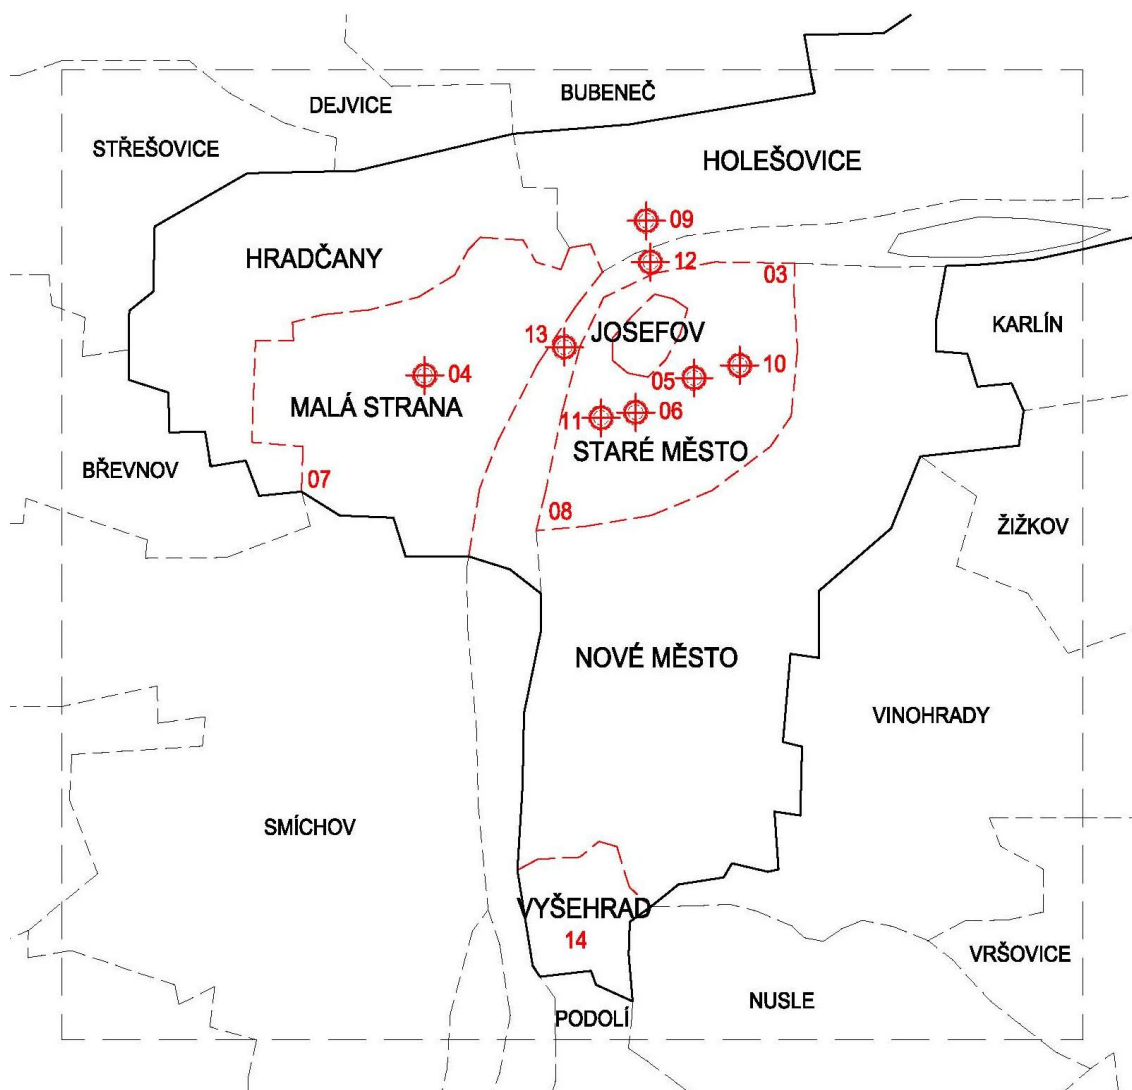 BUBENEČ
DEJVICE
STŘEŠOVICE
HOLEŠOVICE
09
HRADČANY
12
03
KARLÍN
13
JOSEFOV
10
04
05
MALÁ STRANA
11
06
STARÉ MĚSTO
BŘEVNOV
07
08
ŽIŽKOV
NOVÉ MĚSTO
VINOHRADY
SMÍCHOV
VYŠEHRAD
14
VRŠOVICE
NUSLE
PODOLÍ